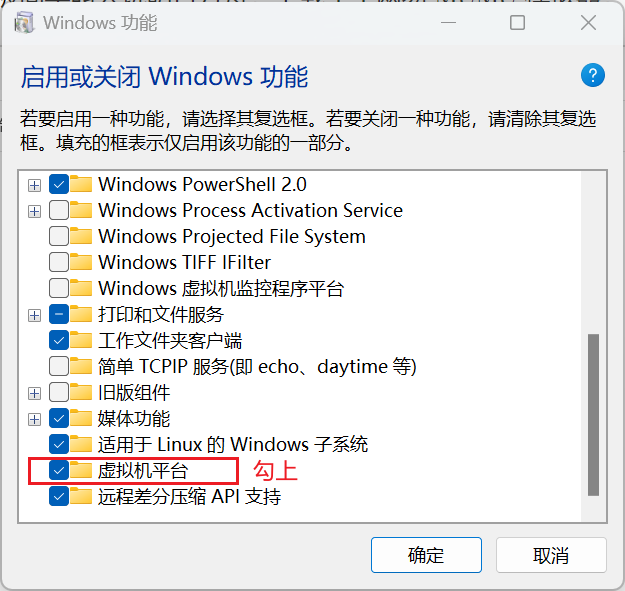 Windows 功能
启用或关闭 Windows 功能
?
若要启用一种功能，请选择其复选框。若要关闭一种功能，请清除其复选
框。填充的框表示仅启用该功能的一部分。
Windows PowerShell 2.0
Windows Process Activation Service
Windows Projected File System
Windows TIFF IFilter
Windows 虚拟机监控程序平台
打印和文件服务
工作文件夹客户端
简单 TCPIP 服务(即 echo、daytime 等)
旧版组件
媒体功能
适用于 Linux 的 Windows 子系统
虚拟机平台 勾上
远程差分压缩 API 支持
确定 取消